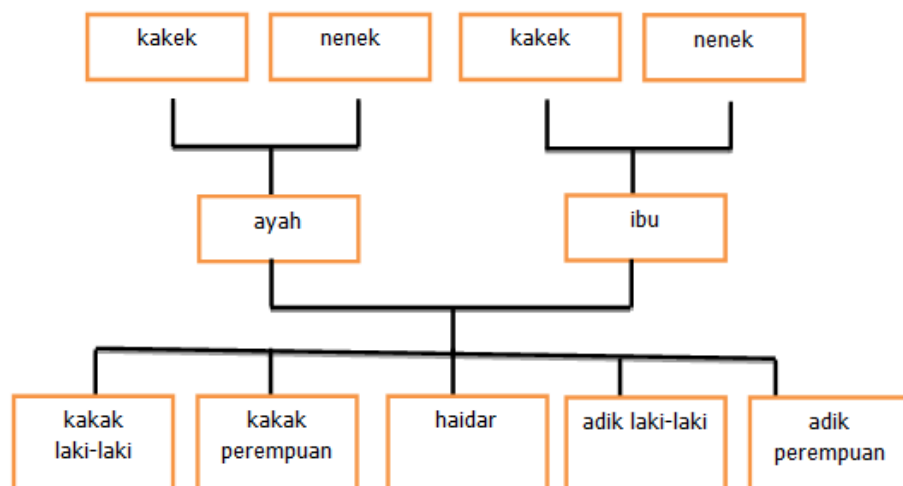 kakek
nenek
kakek
nenek
ayah
ibu
kakak
laki-laki
kakak
perempuan
haidar
adik laki-laki
adik
perempuan